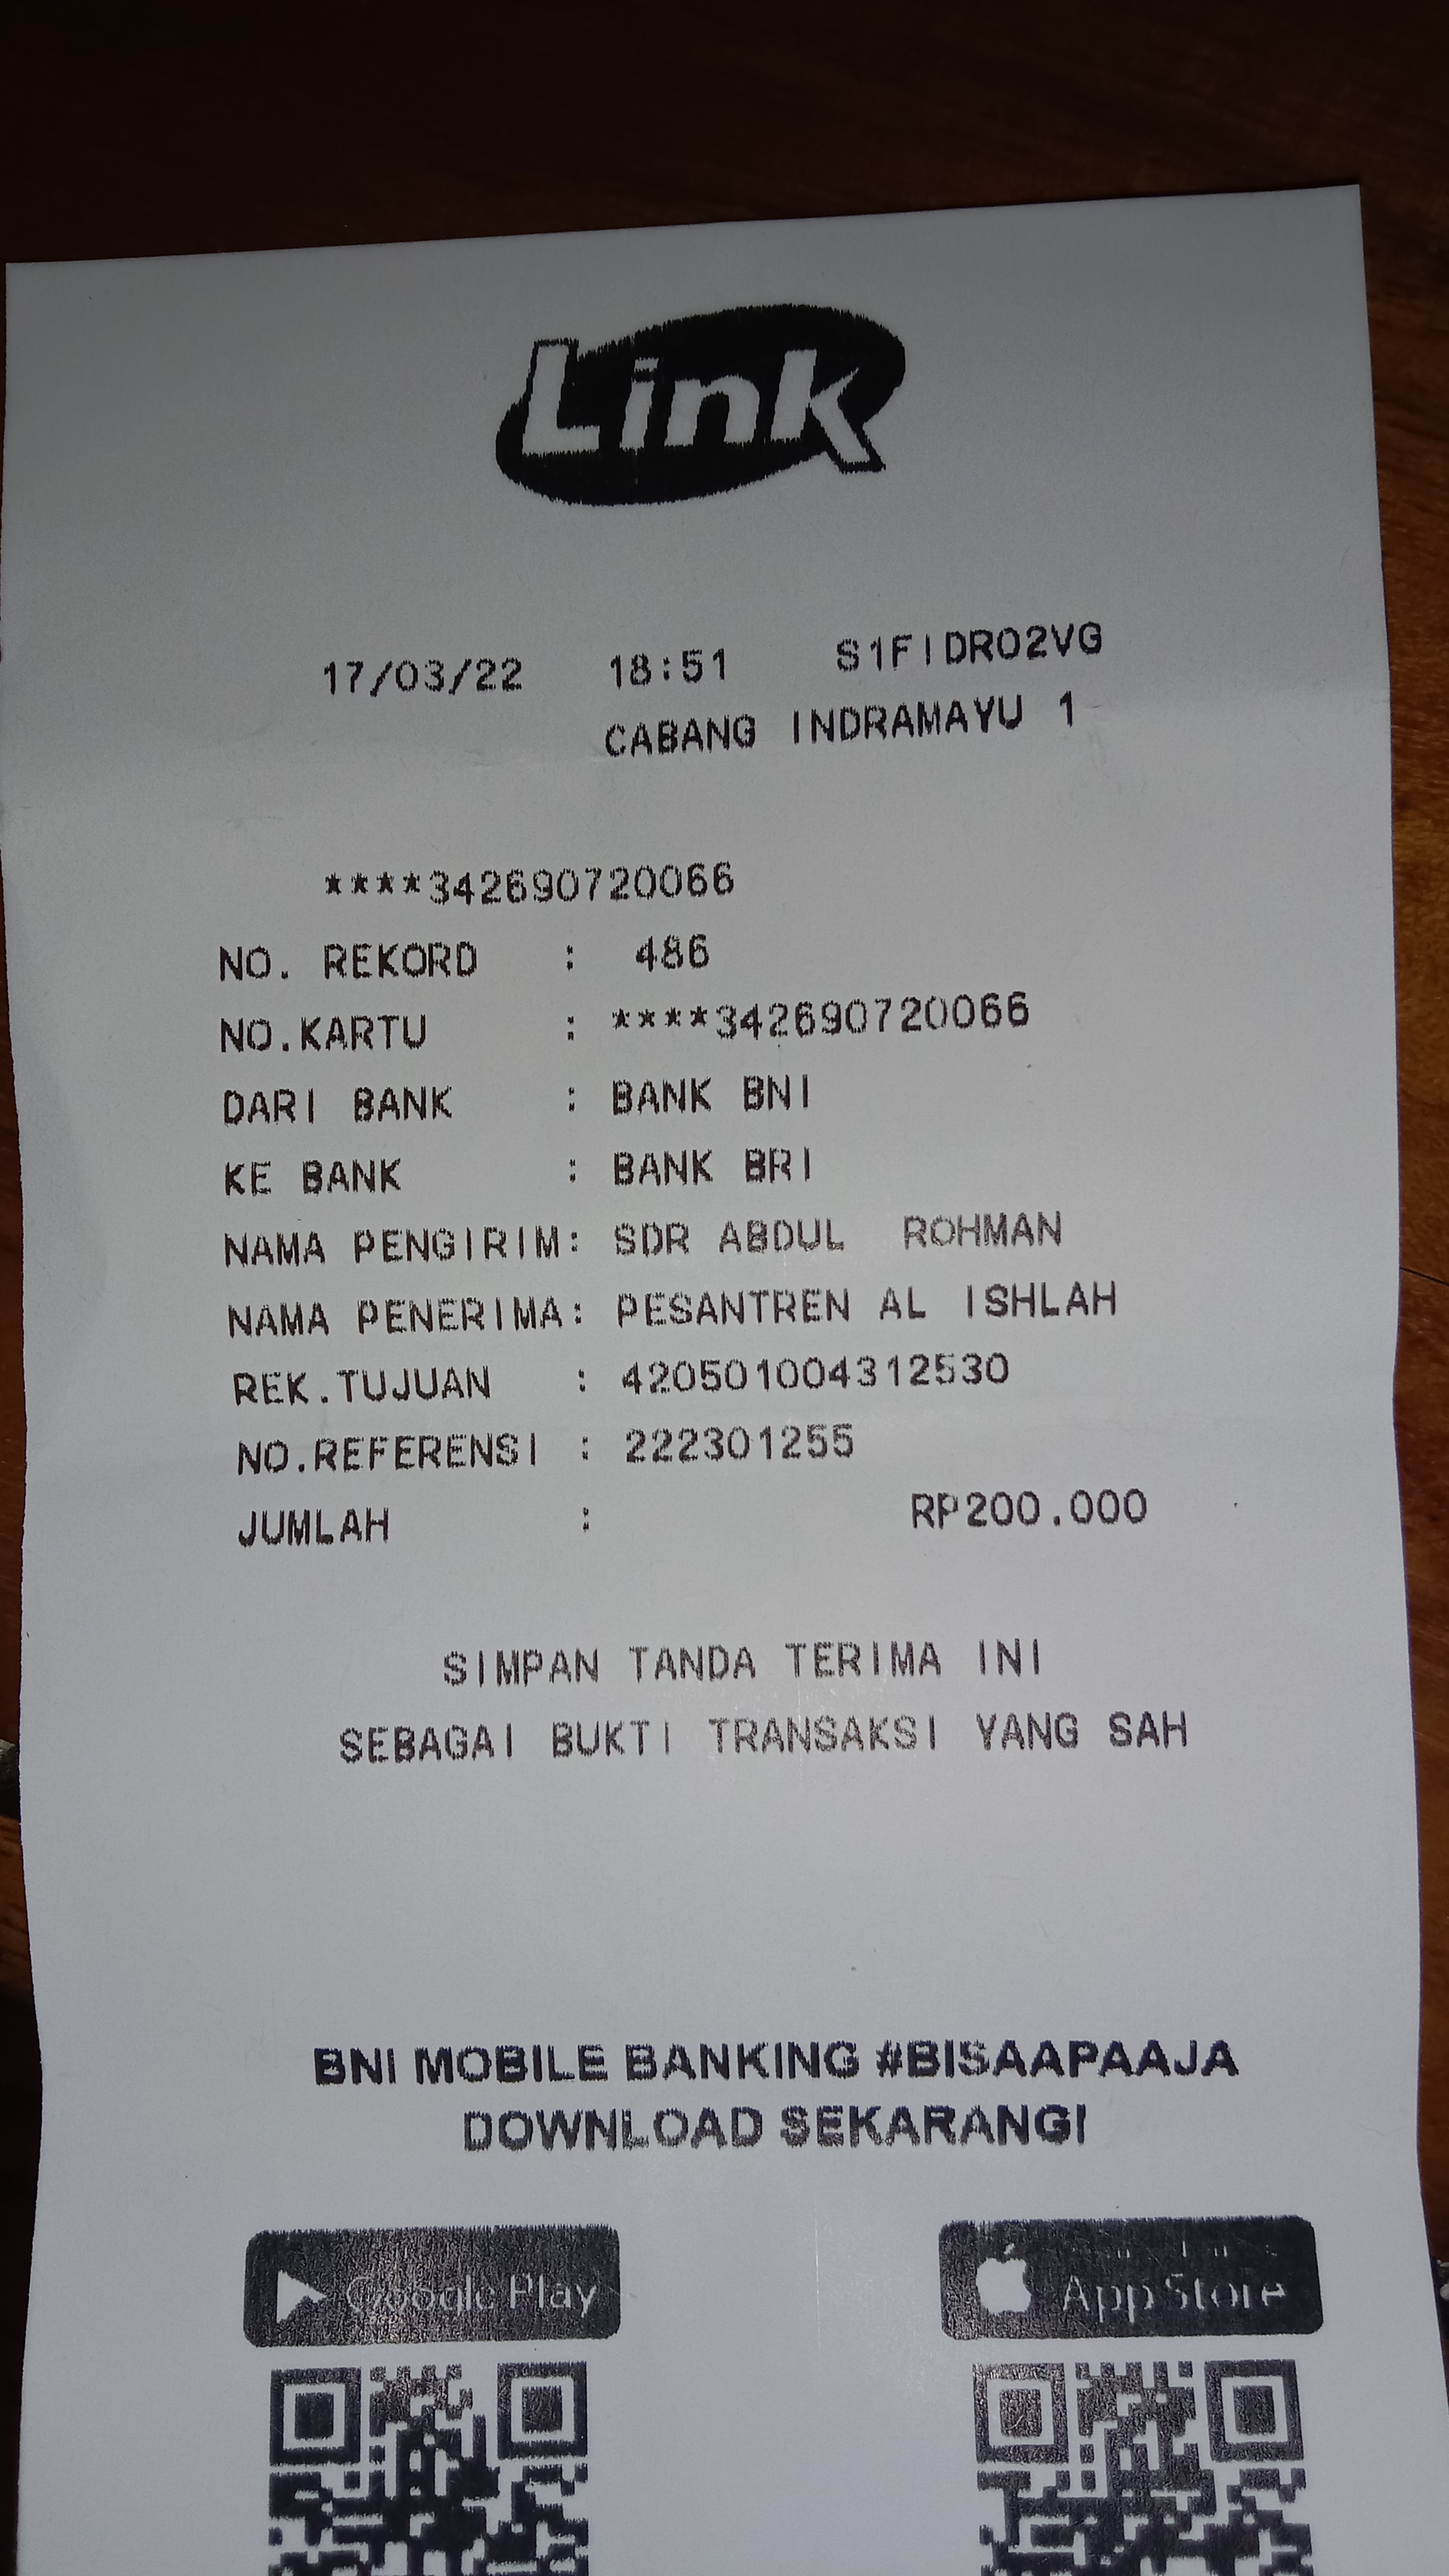 Link
17/03/22 18:51 S1FIDRO2VG
CABANG INDRAMAYU 1
****342690720066
NO. REKORD : 486
NO.KARTU : ****342690720066
DARI BANK : BANK BNI
KE BANK : BANK BRI
NAMA PENGIRIM: SDR ABDUL ROHMAN
NAMA PENERIMA: PESANTREN AL ISHLAH
REK.TUJUAN : 420501004312530
NO.REFERENSI : 222301255
JUMLAH : RP200.000
SIMPAN TANDA TERIMA INI
SEBAGAI BUKTI TRANSAKSI YANG SAH
BNI MOBILE BANKING #BISAAPAAJA
DOWNLOAD SEKARANG!
Google Play
App Store